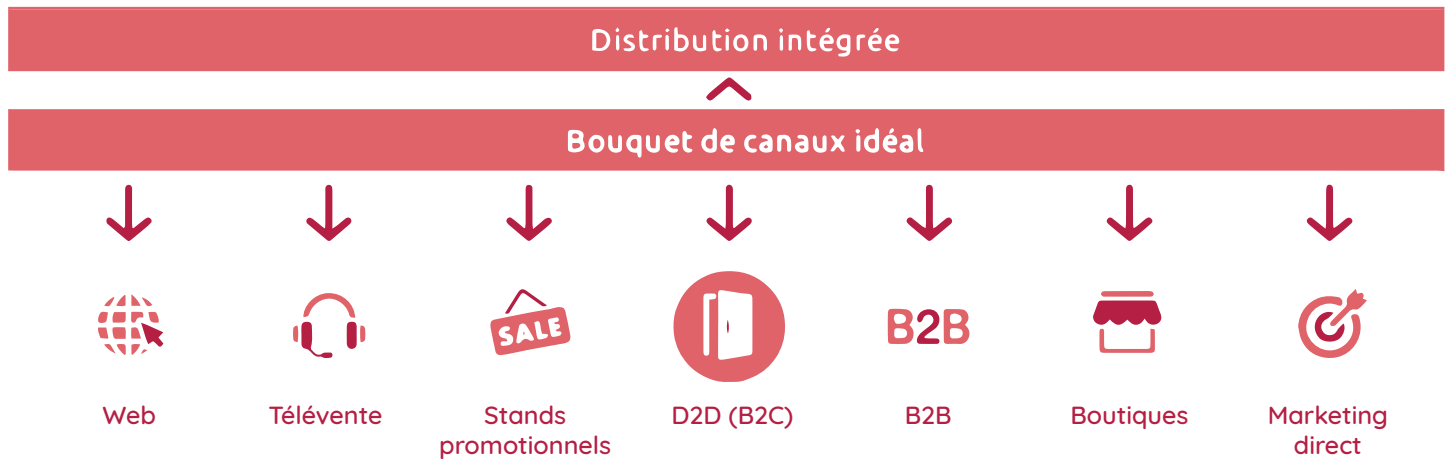 Distribution intégrée
Bouquet de canaux idéal
SALE
B2B
Web
Télévente
Stands
promotionnels
D2D (B2C)
B2B
Boutiques
Marketing
direct